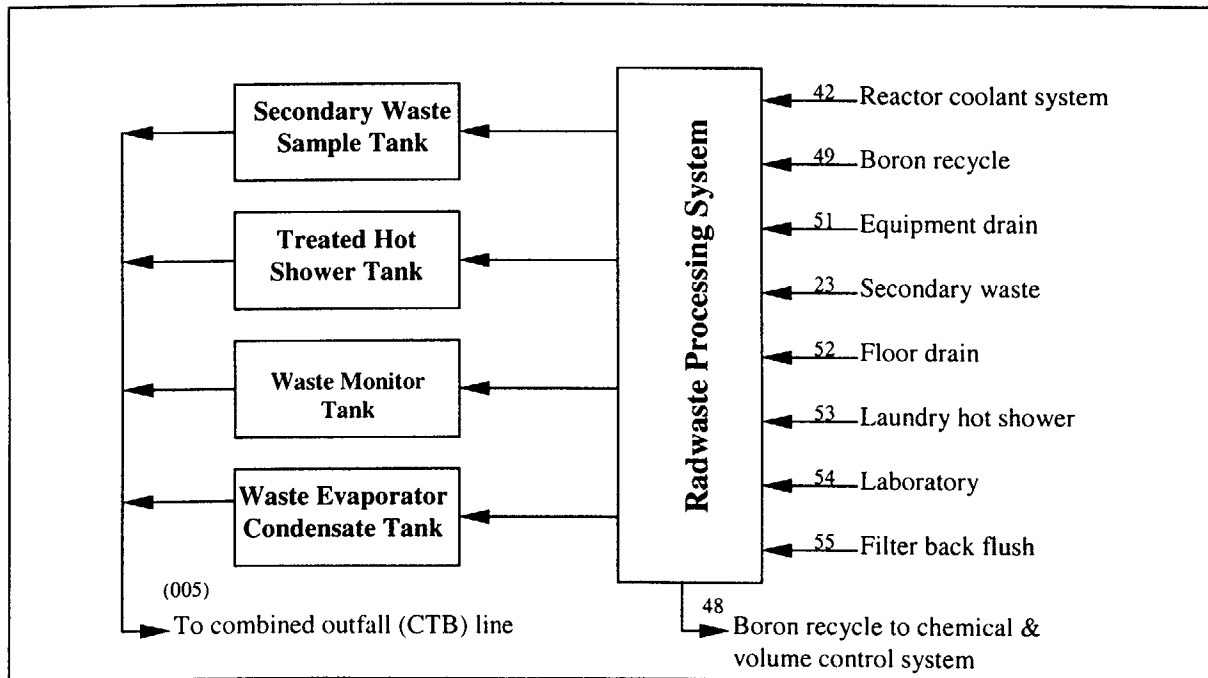 Secondary Waste
Sample Tank
Treated Hot
Shower Tank
Waste Monitor
Tank
Waste Evaporator
Condensate Tank
(005)
To combined outfall (CTB) line
Radwaste Processing System
42 Reactor coolant system
49 Boron recycle
51 Equipment drain
23 Secondary waste
52 Floor drain
53 Laundry hot shower
54 Laboratory
55 Filter back flush
48
Boron recycle to chemical &
volume control system